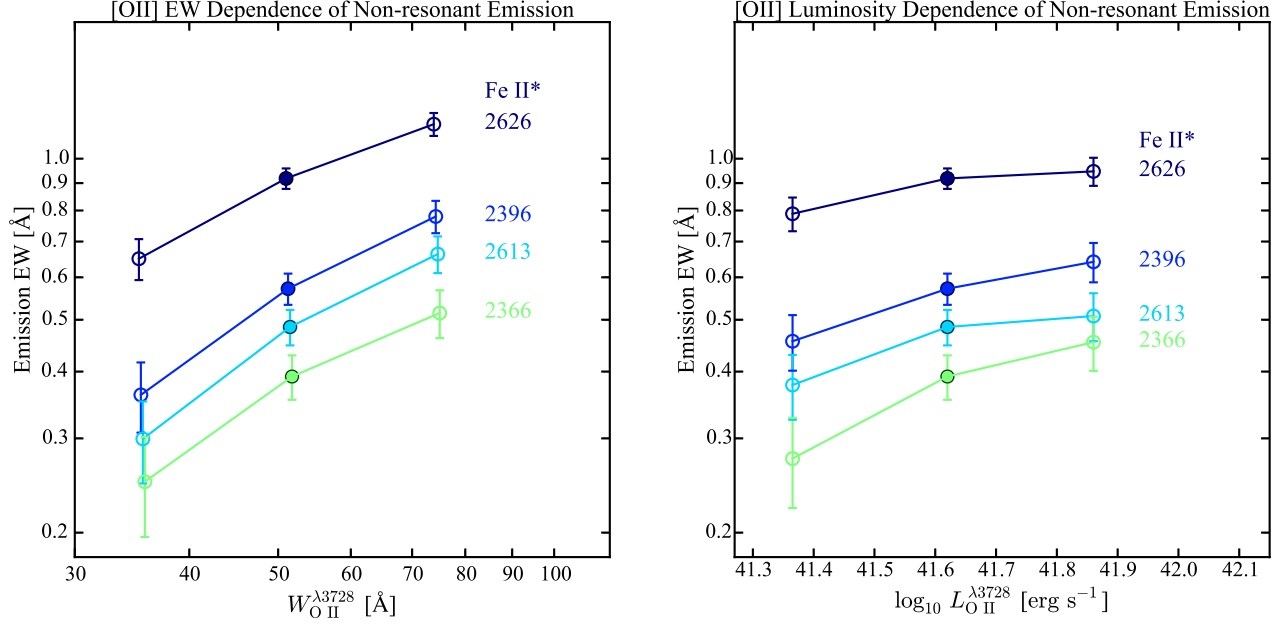 [OII] EW Dependence of Non-resonant Emission
Fe II*
2626
2396
2613
2366
1.0
0.9
0.8
0.7
0.6
0.5
0.4
0.3
0.2
Emission EW [Å]
30 40 50 60 70 80 90 100
W_{O II}^{λ3728} [Å]
[OII] Luminosity Dependence of Non-resonant Emission
Fe II*
2626
2396
2613
2366
1.0
0.9
0.8
0.7
0.6
0.5
0.4
0.3
0.2
Emission EW [Å]
41.3 41.4 41.5 41.6 41.7 41.8 41.9 42.0 42.1
log₁₀ L_{O II}^{λ3728} [erg s⁻¹]